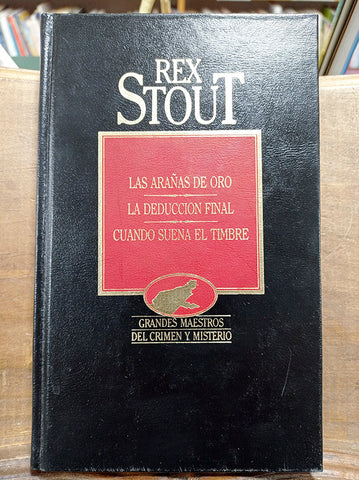 REX
STOUT
LAS ARAÑAS DE ORO
LA DEDUCCION FINAL
CUANDO SUENA EL TIMBRE
GRANDES MAESTROS
DEL CRIMEN Y MISTERIO